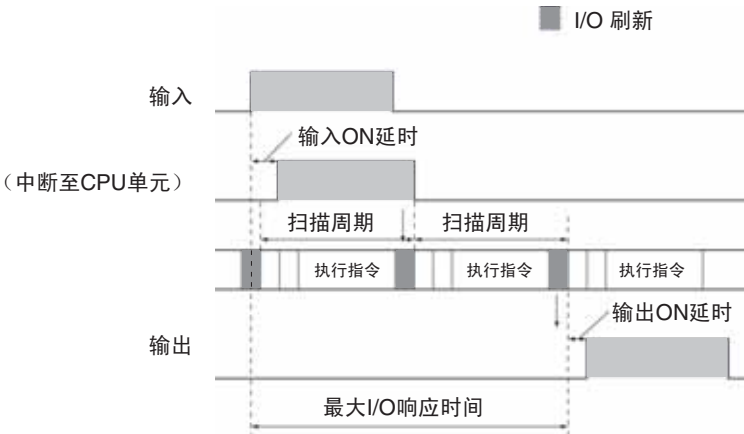 I/O 刷新
输入
输入ON延时
（中断至CPU单元）
扫描周期 扫描周期
执行指令 执行指令 执行指令
输出ON延时
输出
最大I/O响应时间